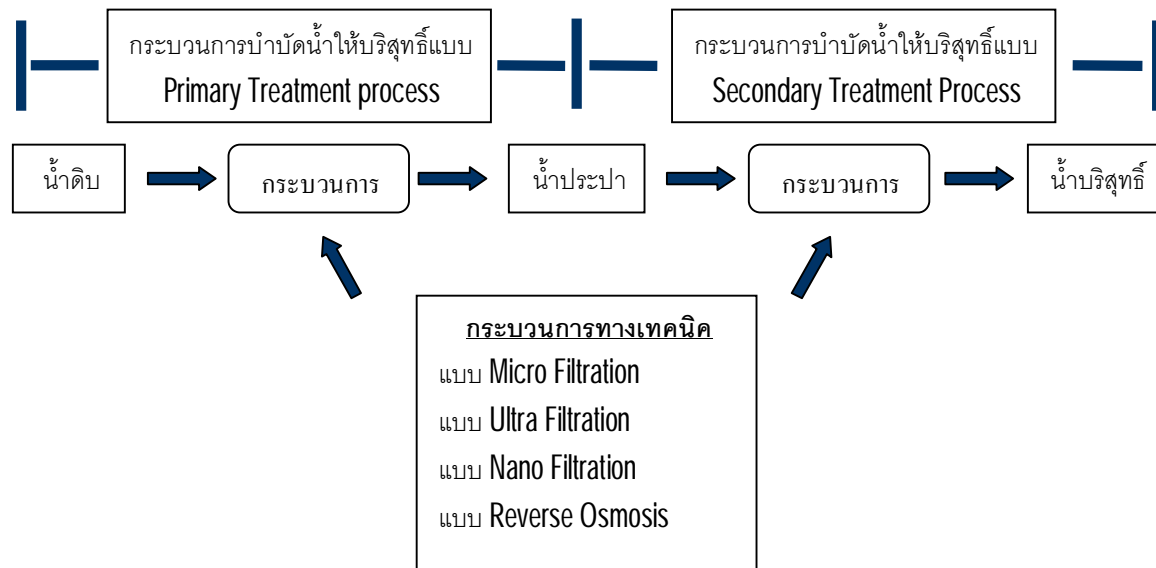 กระบวนการบำบัดน้ำให้บริสุทธิ์แบบ
Primary Treatment process
กระบวนการบำบัดน้ำให้บริสุทธิ์แบบ
Secondary Treatment Process
น้ำดิบ
กระบวนการ
น้ำประปา
กระบวนการ
น้ำบริสุทธิ์
กระบวนการทางเทคนิค
แบบ Micro Filtration
แบบ Ultra Filtration
แบบ Nano Filtration
แบบ Reverse Osmosis